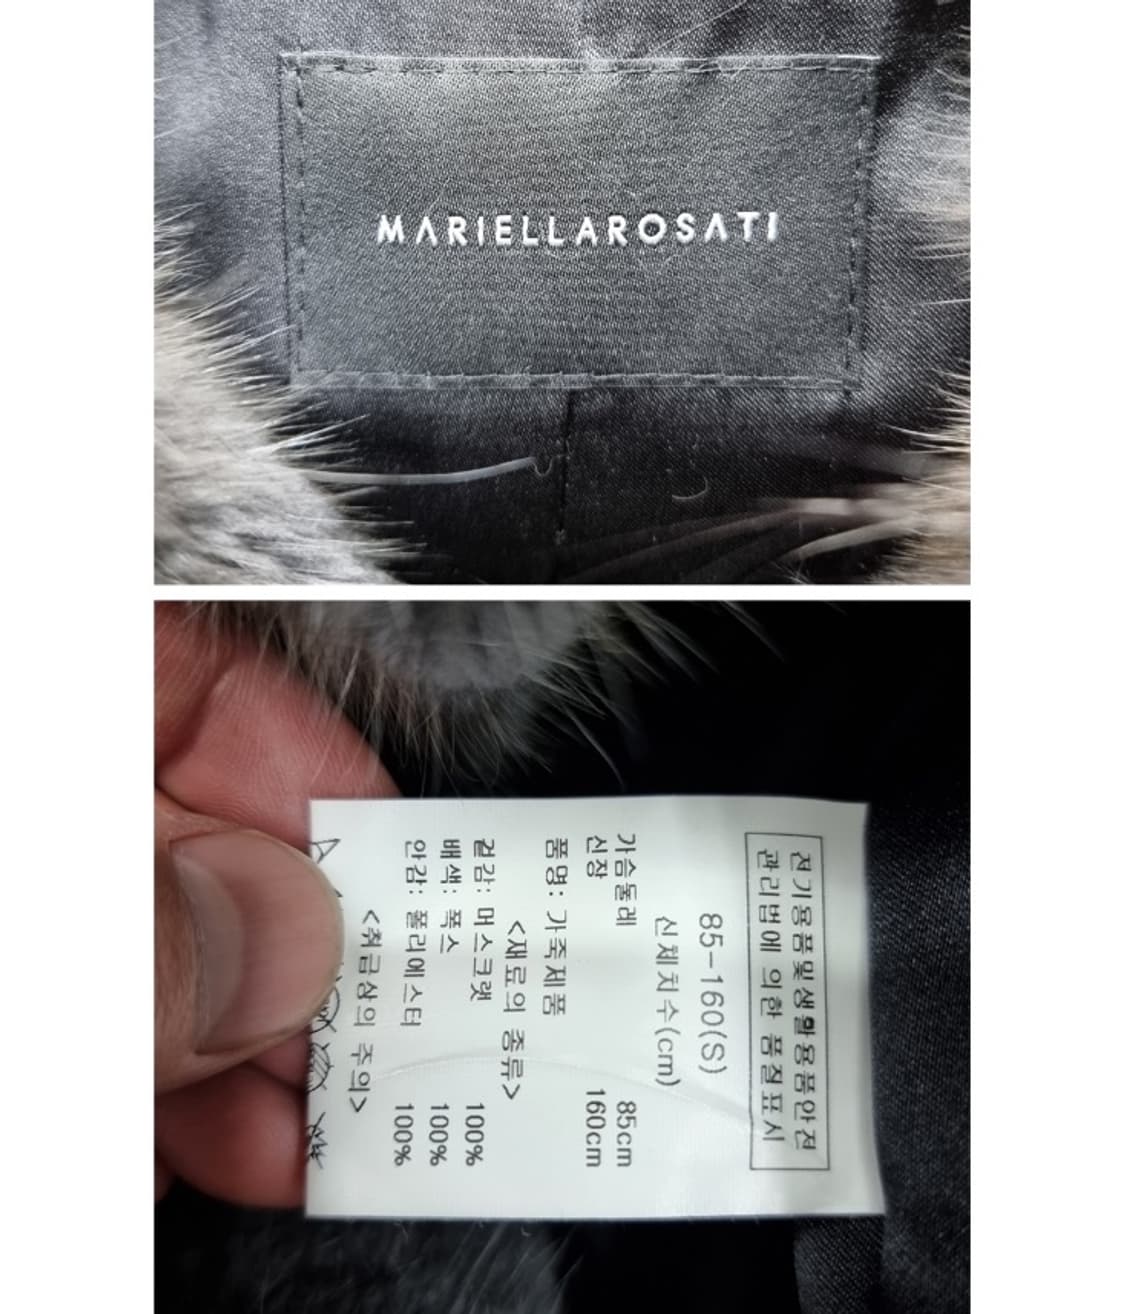 MARIELLAROSATI
전기용품및생활용품안전
관리법에 의한 품질표시
85-160(S)
신체치수(cm)
가슴둘레 85cm
신장 160cm
품명: 가죽제품
<재료의 종류>
겉감: 머스크랫 100%
배색: 폭스 100%
안감: 폴리에스터 100%
<취급상의 주의>